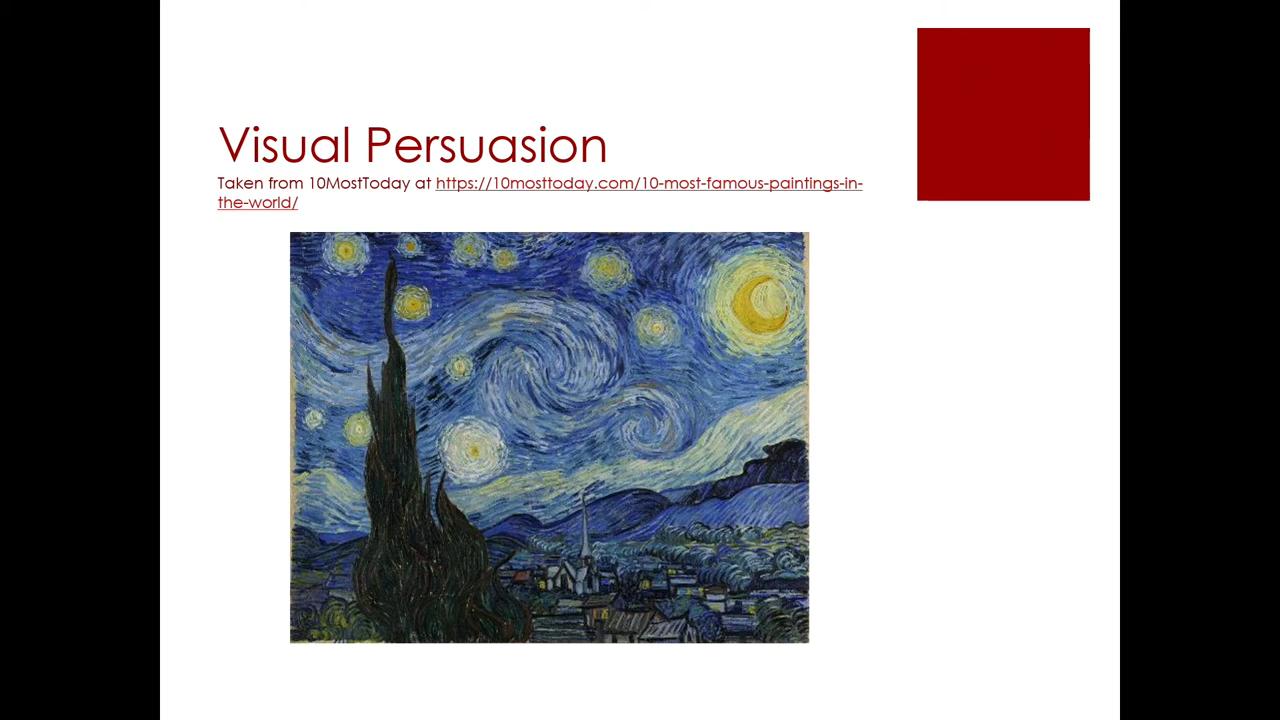 Visual Persuasion
Taken from 10MostToday at https://10mosttoday.com/10-most-famous-paintings-in-
the-world/